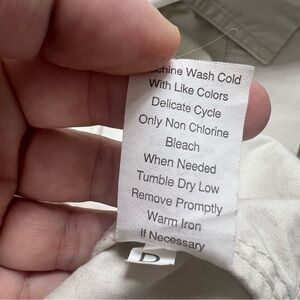 chine Wash Cold
With Like Colors
Delicate Cycle
Only Non Chlorine
Bleach
When Needed
Tumble Dry Low
Remove Promptly
Warm Iron
If Necessary
D